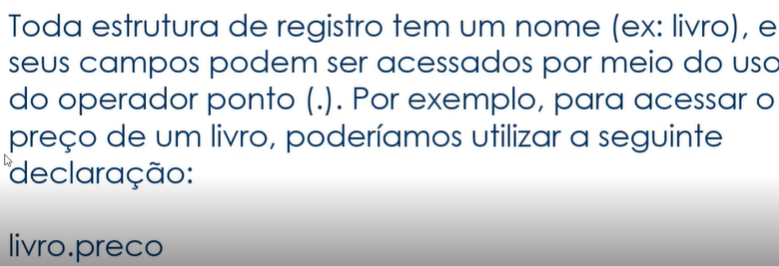 Toda estrutura de registro tem um nome (ex: livro), e
seus campos podem ser acessados por meio do uso
do operador ponto (.). Por exemplo, para acessar o
preço de um livro, poderíamos utilizar a seguinte
declaração:
livro.preco